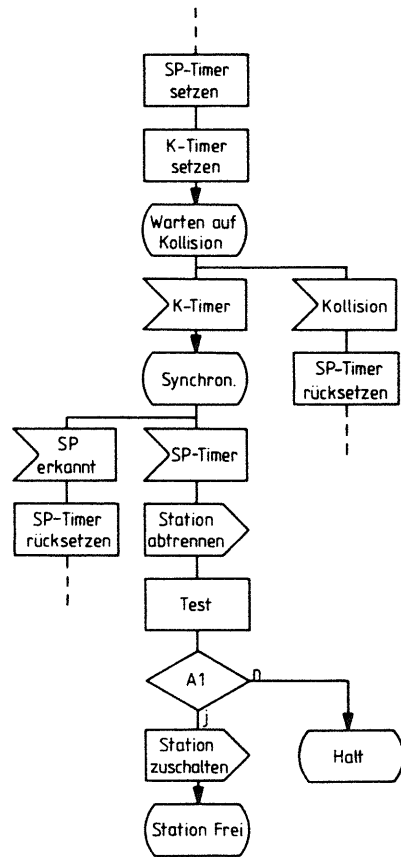 SP-Timer
setzen
K-Timer
setzen
Warten auf
Kollision
K-Timer
Kollision
Synchron.
SP-Timer
rücksetzen
SP
erkannt
SP-Timer
SP-Timer
rücksetzen
Station
abtrennen
Test
A1
n
j
Station
zuschalten
Halt
Station Frei